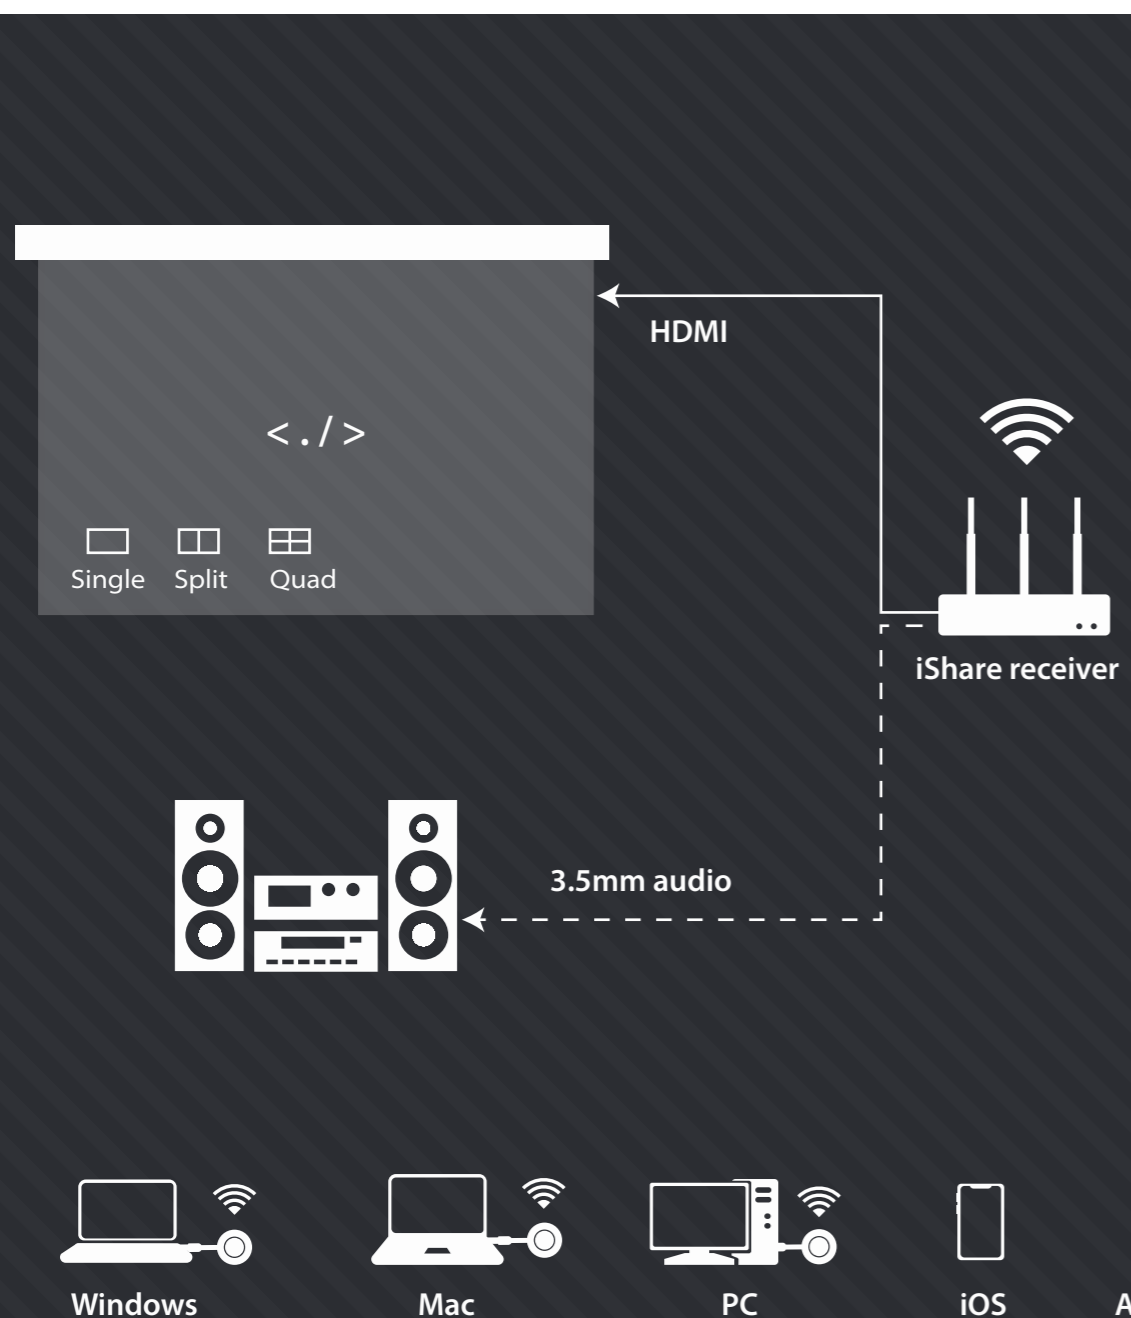 HDMI
<./>
Single Split Quad
iShare receiver
3.5mm audio
Windows Mac PC iOS A